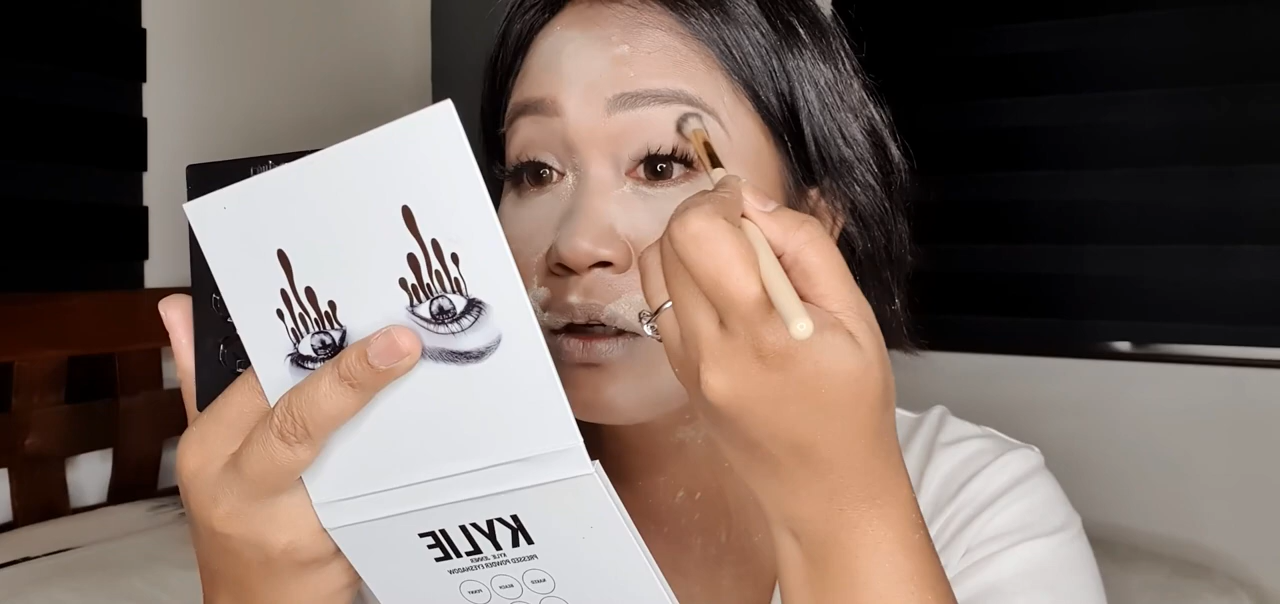 KYLIE
KYLIE JENNER
PRESSED POWDER EYESHADOW
NAKED BEACH PENNY